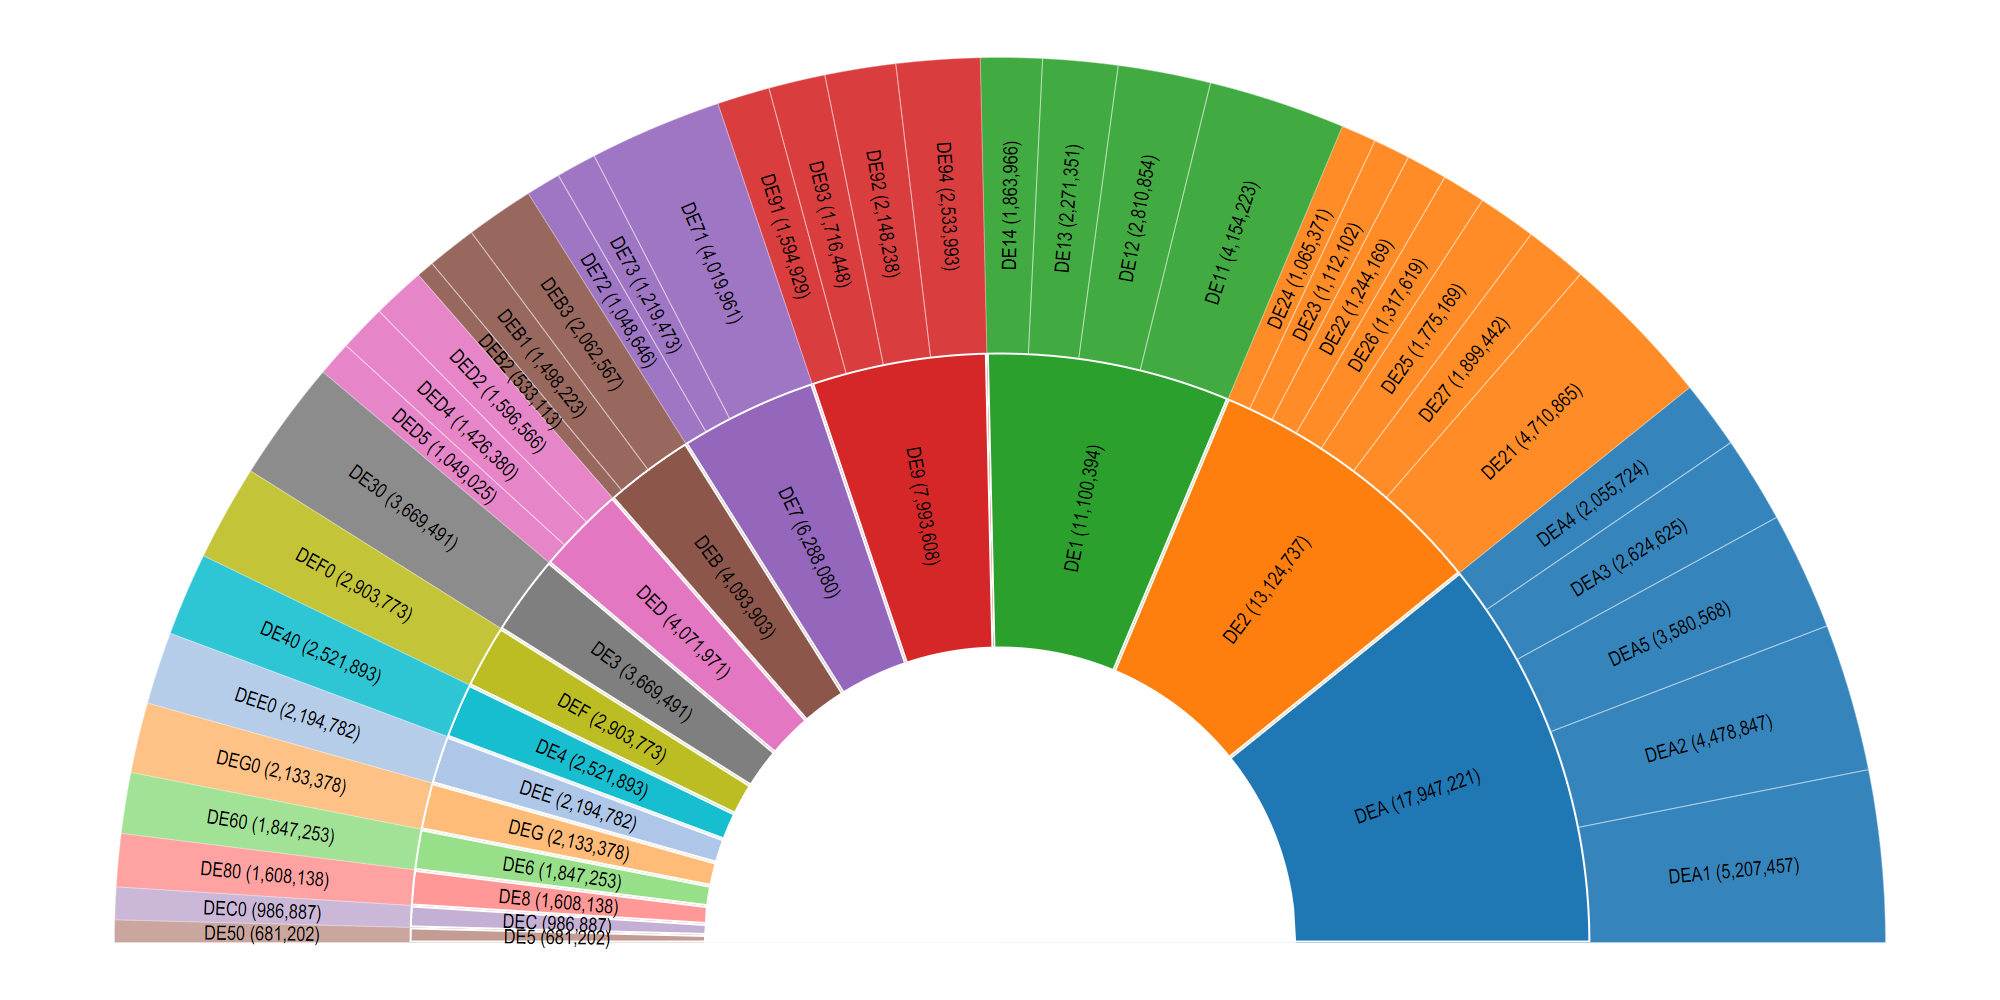 DE50 (681,202)
DEC0 (986,887)
DE80 (1,608,138)
DE60 (1,847,253)
DEG0 (2,133,378)
DEE0 (2,194,782)
DE40 (2,521,893)
DEF0 (2,903,773)
DE30 (3,669,491)
DED5 (1,049,025)
DED4 (1,426,380)
DED2 (1,596,566)
DEB2 (533,113)
DEB1 (1,498,223)
DEB3 (2,062,567)
DE72 (1,048,646)
DE73 (1,219,473)
DE71 (4,019,961)
DE91 (1,594,929)
DE93 (1,716,448)
DE92 (2,148,238)
DE94 (2,533,993)
DE14 (1,863,966)
DE13 (2,271,351)
DE12 (2,810,854)
DE11 (4,154,223)
DE24 (1,065,371)
DE23 (1,112,102)
DE22 (1,244,169)
DE26 (1,317,619)
DE25 (1,775,169)
DE27 (1,899,442)
DE21 (4,710,865)
DEA4 (2,055,724)
DEA3 (2,624,625)
DEA5 (3,580,568)
DEA2 (4,478,847)
DEA1 (5,207,457)
DE5 (681,202)
DEC (986,887)
DE8 (1,608,138)
DE6 (1,847,253)
DEG (2,133,378)
DEE (2,194,782)
DE4 (2,521,893)
DEF (2,903,773)
DE3 (3,669,491)
DED (4,071,971)
DEB (4,093,903)
DE7 (6,288,080)
DE9 (7,993,608)
DE1 (11,100,394)
DE2 (13,124,737)
DEA (17,947,221)